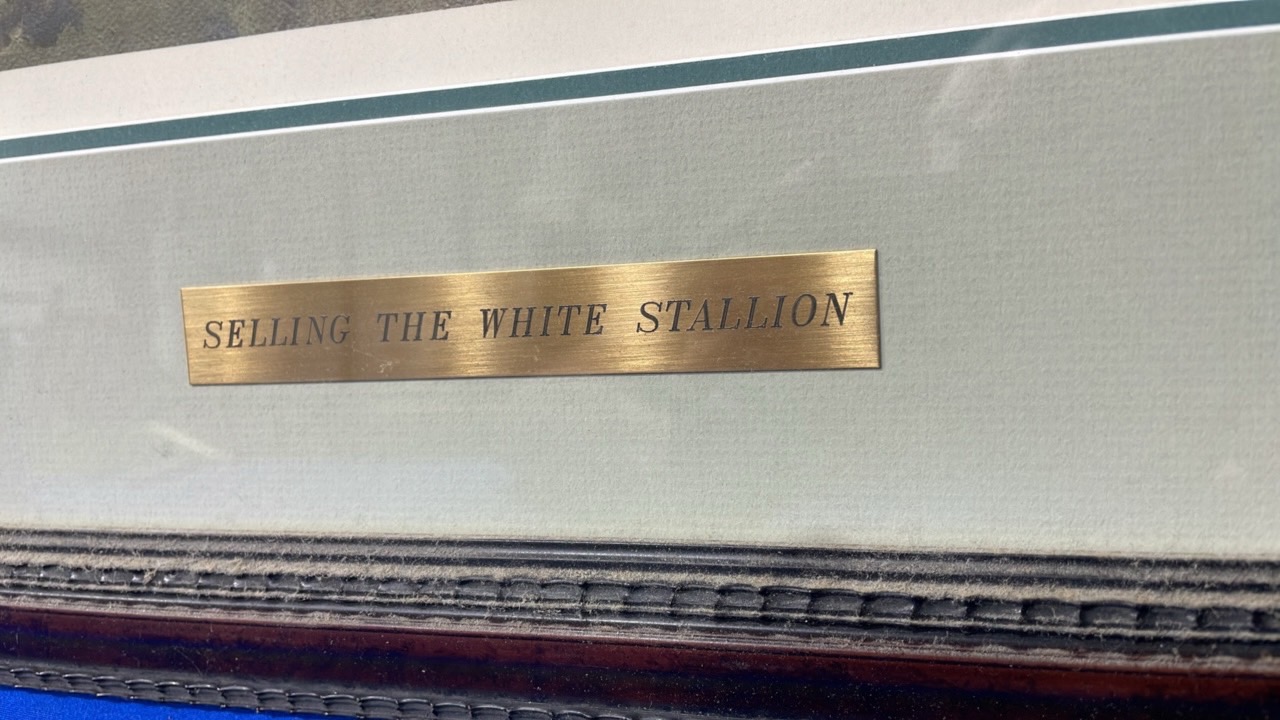 SELLING THE WHITE STALLION